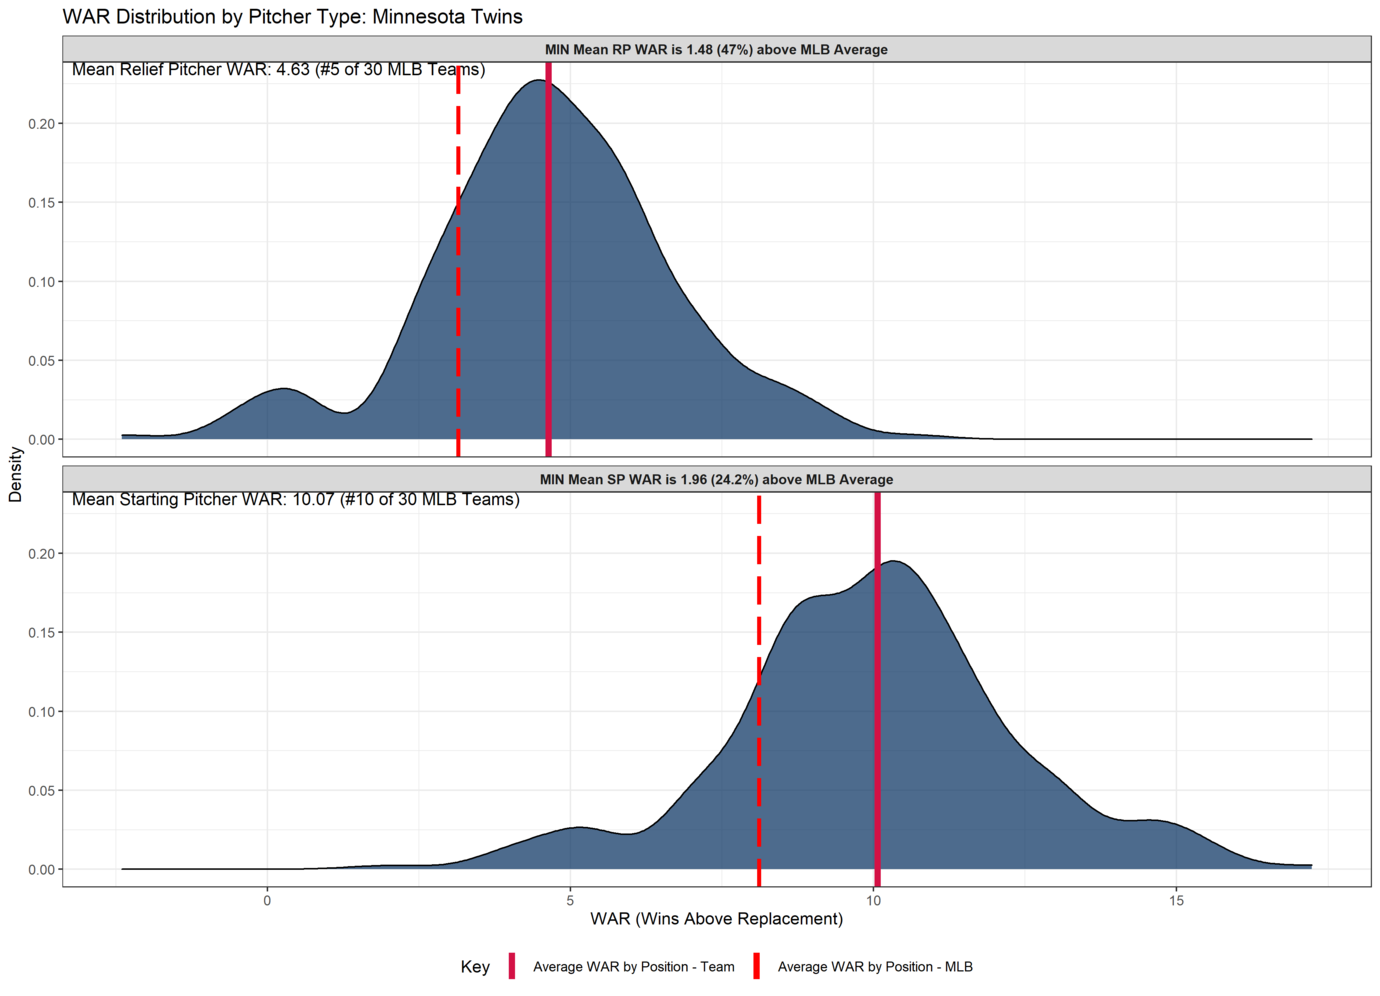 WAR Distribution by Pitcher Type: Minnesota Twins
MIN Mean RP WAR is 1.48 (47%) above MLB Average
Mean Relief Pitcher WAR: 4.63 (#5 of 30 MLB Teams)
0.20
0.15
0.10
0.05
0.00
Density
MIN Mean SP WAR is 1.96 (24.2%) above MLB Average
Mean Starting Pitcher WAR: 10.07 (#10 of 30 MLB Teams)
0.20
0.15
0.10
0.05
0.00
0 5 10 15
WAR (Wins Above Replacement)
Key Average WAR by Position - Team Average WAR by Position - MLB